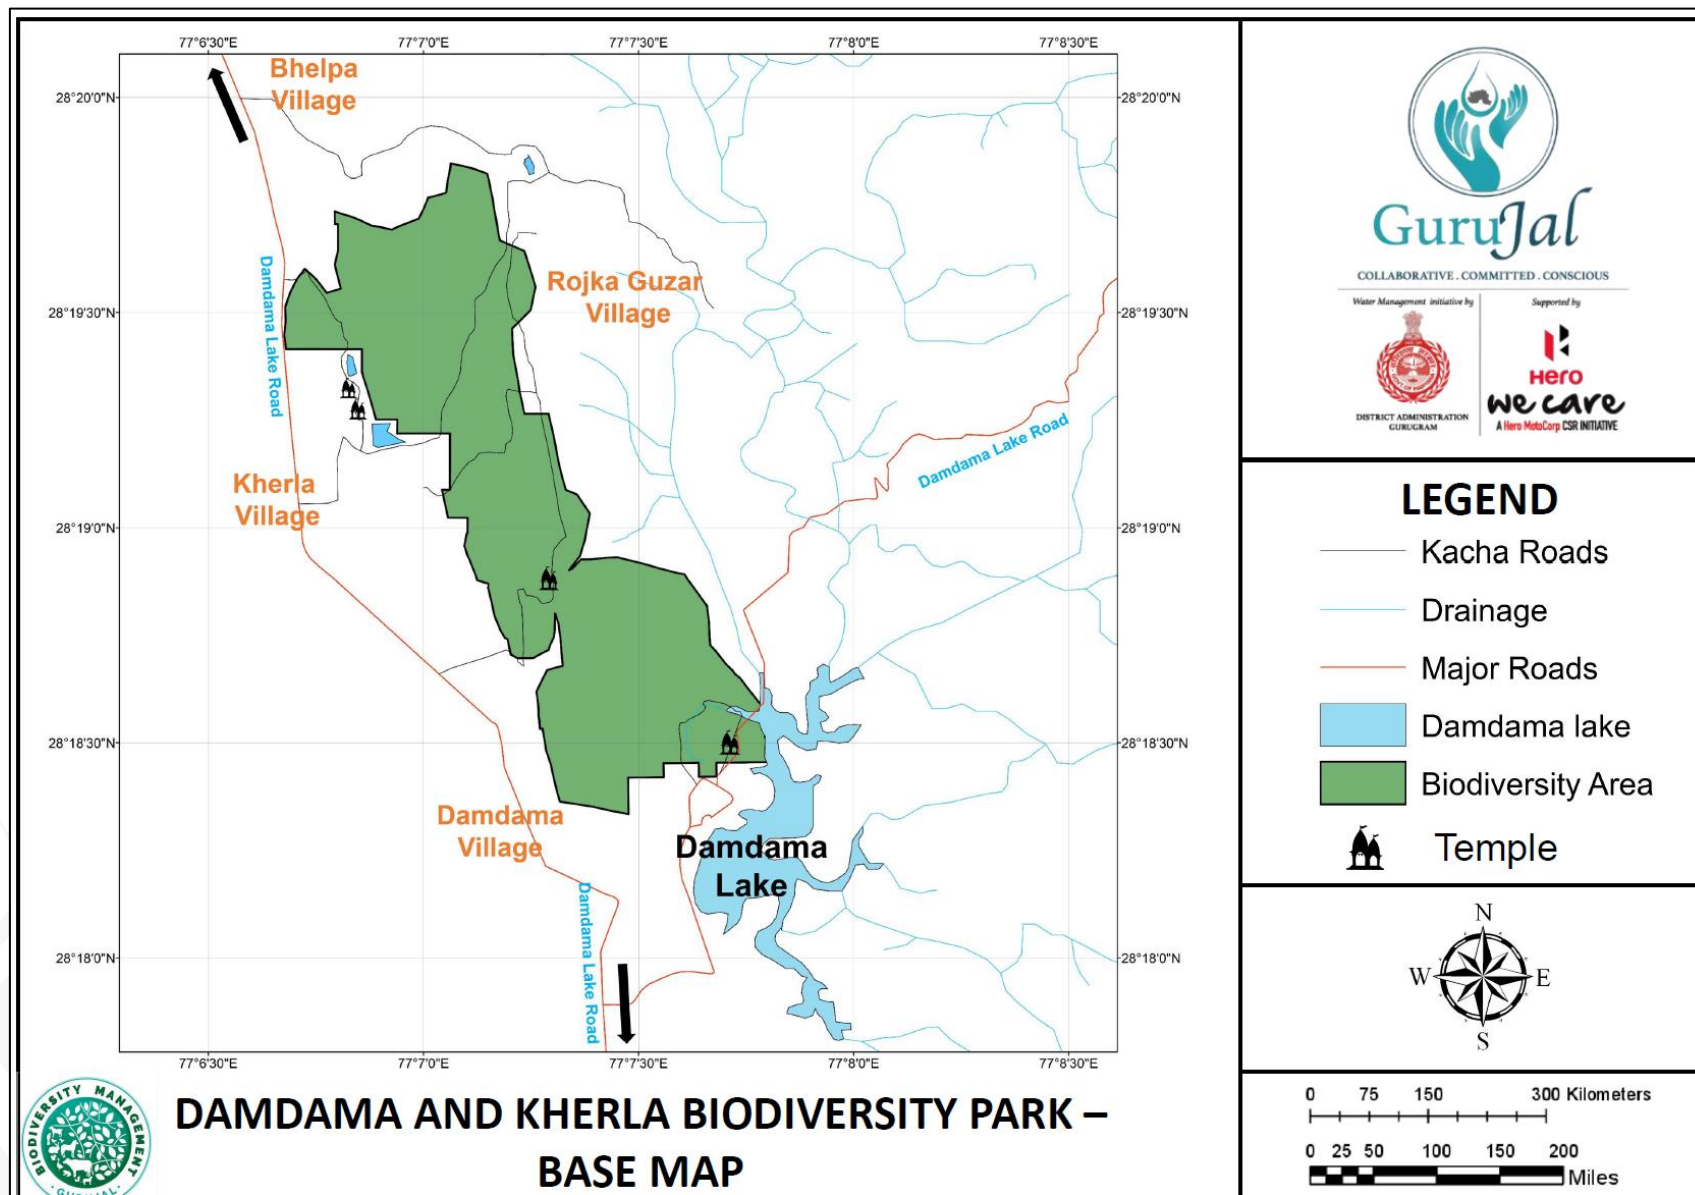 77°6'30"E 77°7'0"E 77°7'30"E 77°8'0"E 77°8'30"E
28°20'0"N 28°20'0"N
28°19'30"N 28°19'30"N
28°19'0"N 28°19'0"N
28°18'30"N 28°18'30"N
28°18'0"N 28°18'0"N
77°6'30"E 77°7'0"E 77°7'30"E 77°8'0"E 77°8'30"E
Bhelpa
Village
Damdama Lake Road
Rojka Guzar
Village
Damdama Lake Road
Kherla
Village
Damdama
Village
Damdama
Lake
Damdama Lake Road
BIODIVERSITY MANAGEMENT
· GURUJAL ·
DAMDAMA AND KHERLA BIODIVERSITY PARK –
BASE MAP
GuruJal
COLLABORATIVE . COMMITTED . CONSCIOUS
Water Management initiative by
DISTRICT ADMINISTRATION
GURUGRAM
Supported by
Hero
we care
A Hero MotoCorp CSR INITIATIVE
LEGEND
Kacha Roads
Drainage
Major Roads
Damdama lake
Biodiversity Area
Temple
N
W E
S
0 75 150 300 Kilometers
0 25 50 100 150 200
Miles